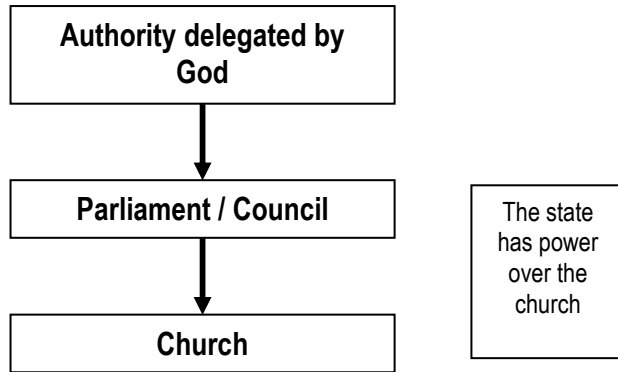 Authority delegated by
God
Parliament / Council
Church
The state
has power
over the
church